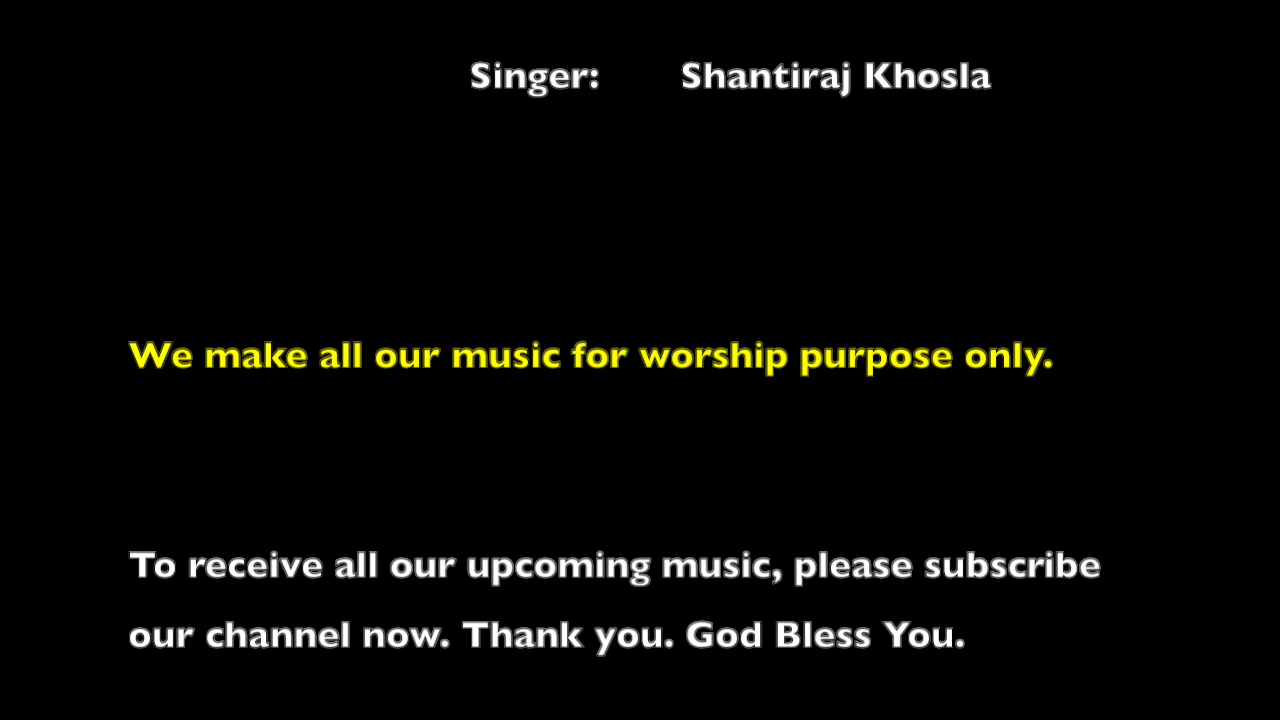 Singer: Shantiraj Khosla
We make all our music for worship purpose only.
To receive all our upcoming music, please subscribe
our channel now. Thank you. God Bless You.